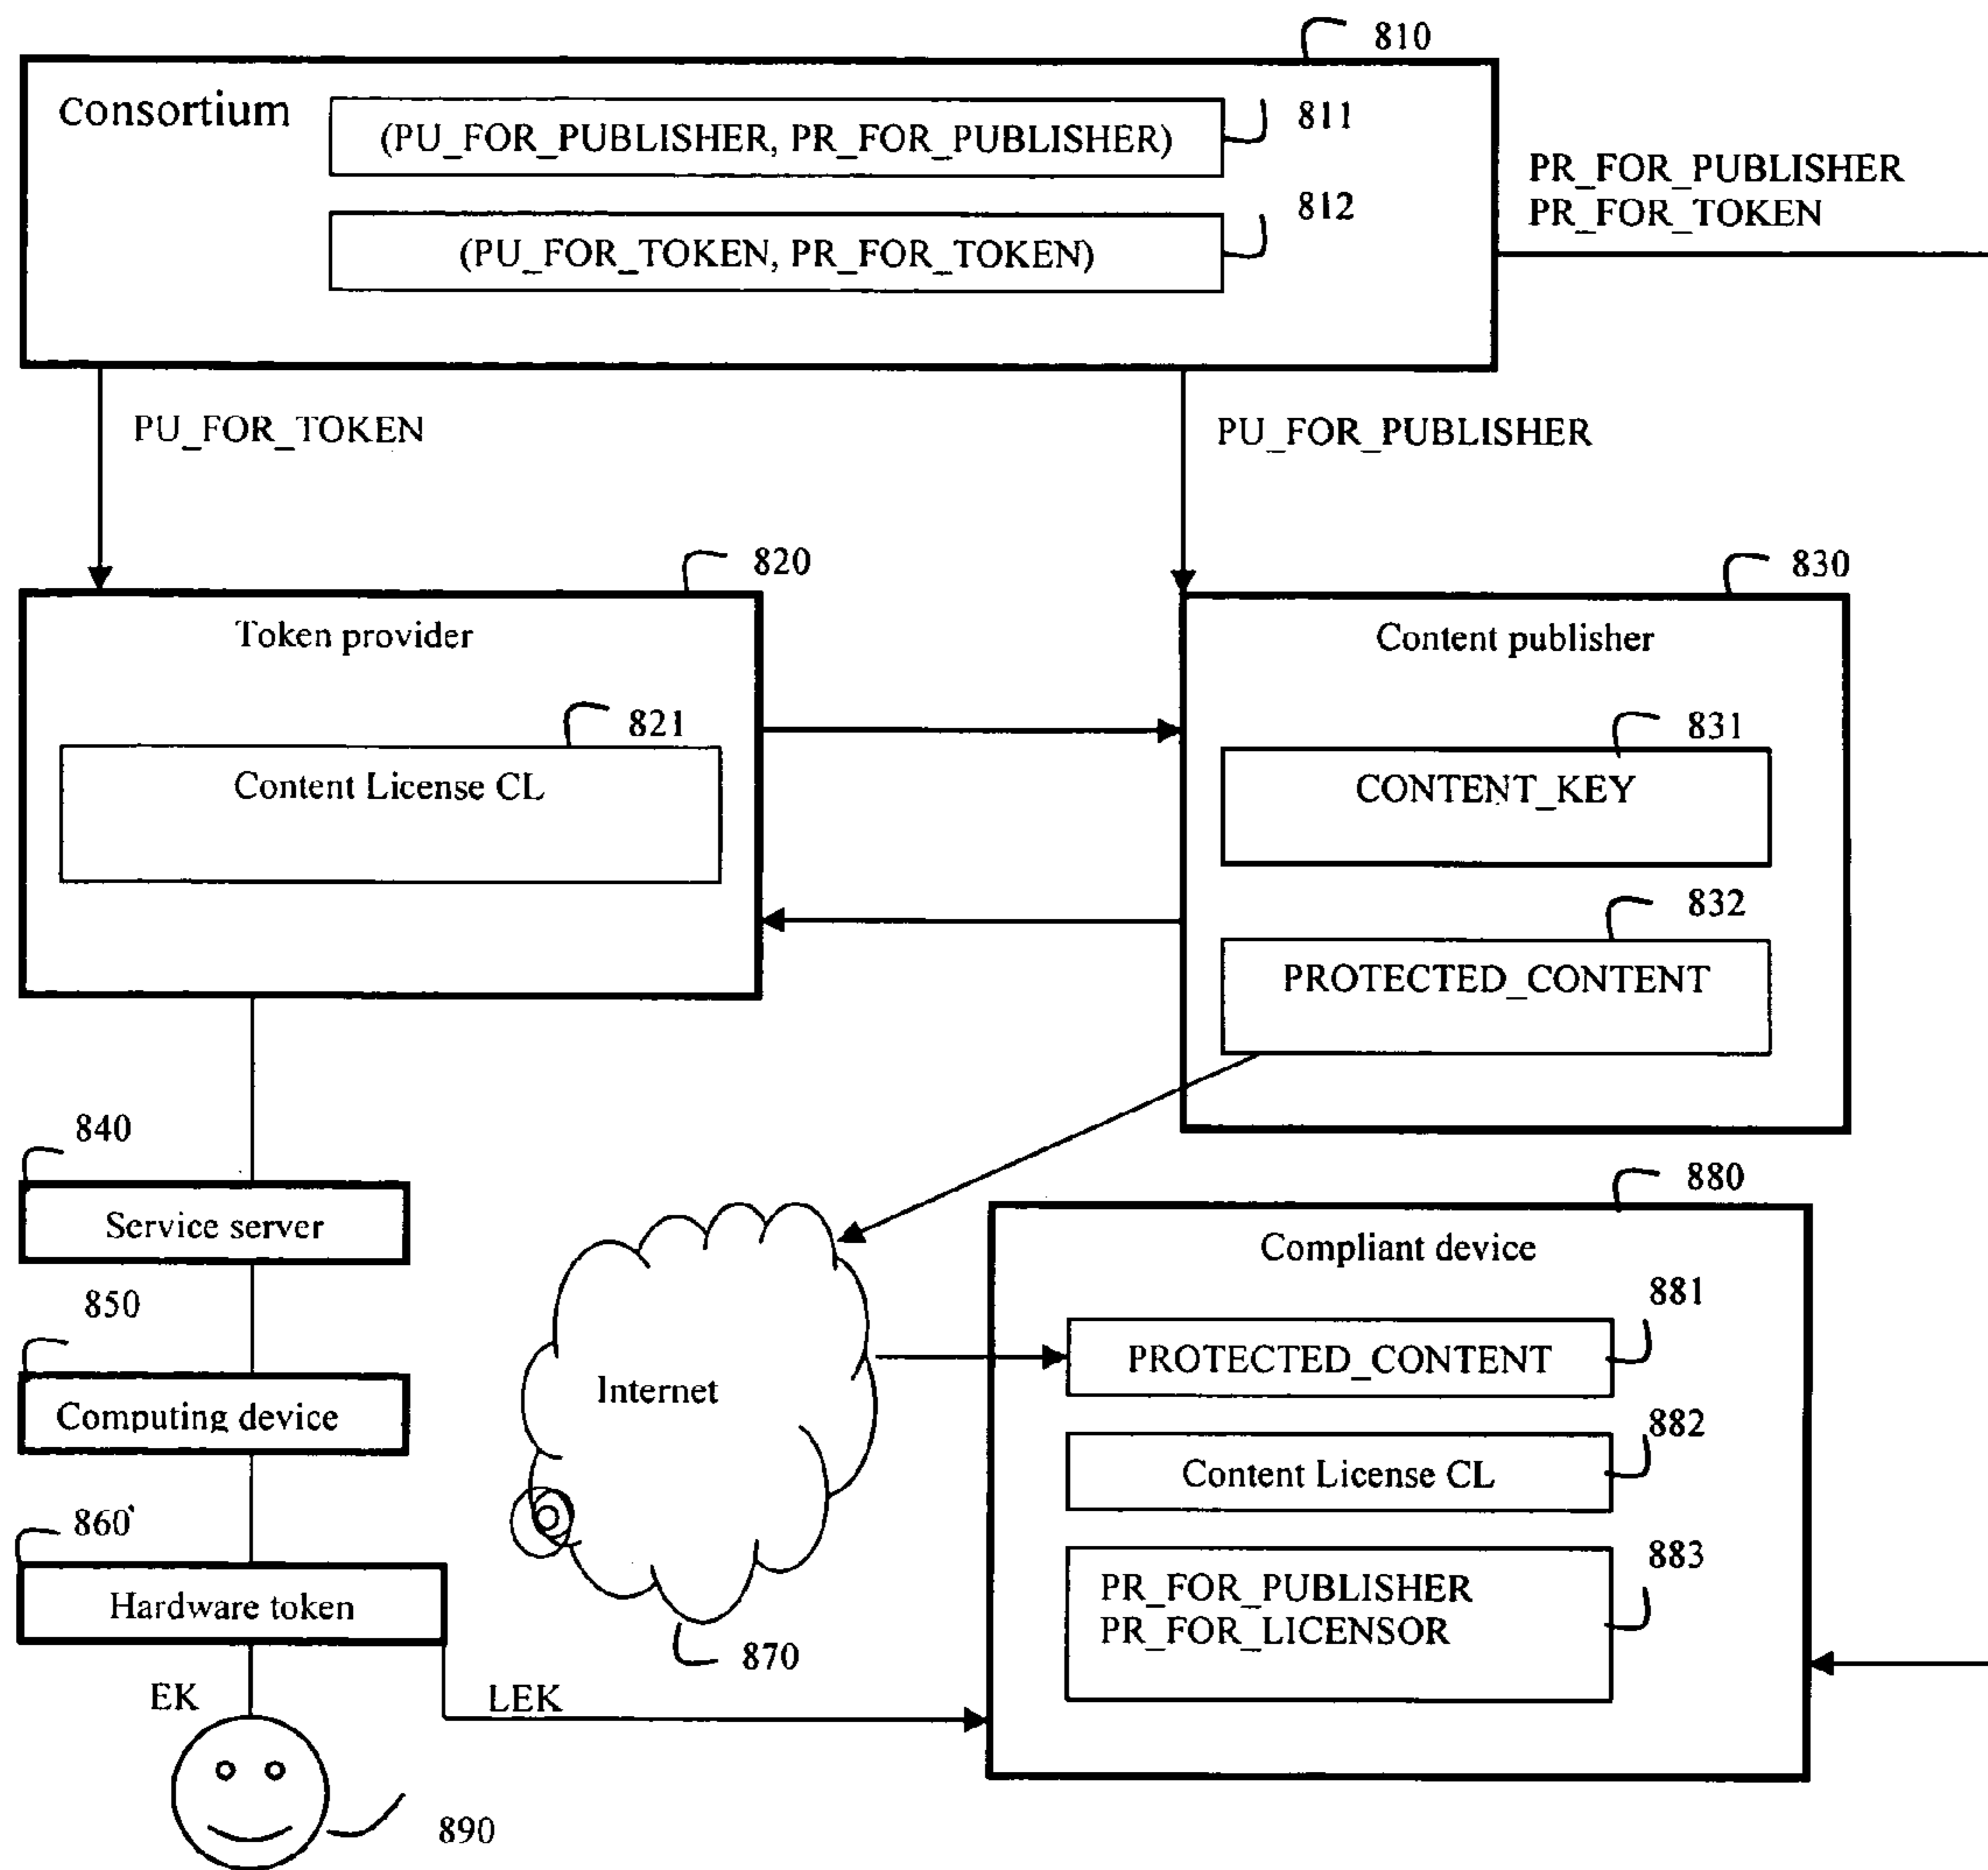 810
Consortium
(PU_FOR_PUBLISHER, PR_FOR_PUBLISHER)
811
(PU_FOR_TOKEN, PR_FOR_TOKEN)
812
PR_FOR_PUBLISHER
PR_FOR_TOKEN
PU_FOR_TOKEN
PU_FOR_PUBLISHER
820
Token provider
821
Content License CL
830
Content publisher
831
CONTENT_KEY
832
PROTECTED_CONTENT
840
Service server
850
Computing device
860'
Hardware token
EK
LEK
890
Internet
870
880
Compliant device
881
PROTECTED_CONTENT
882
Content License CL
883
PR_FOR_PUBLISHER
PR_FOR_LICENSOR